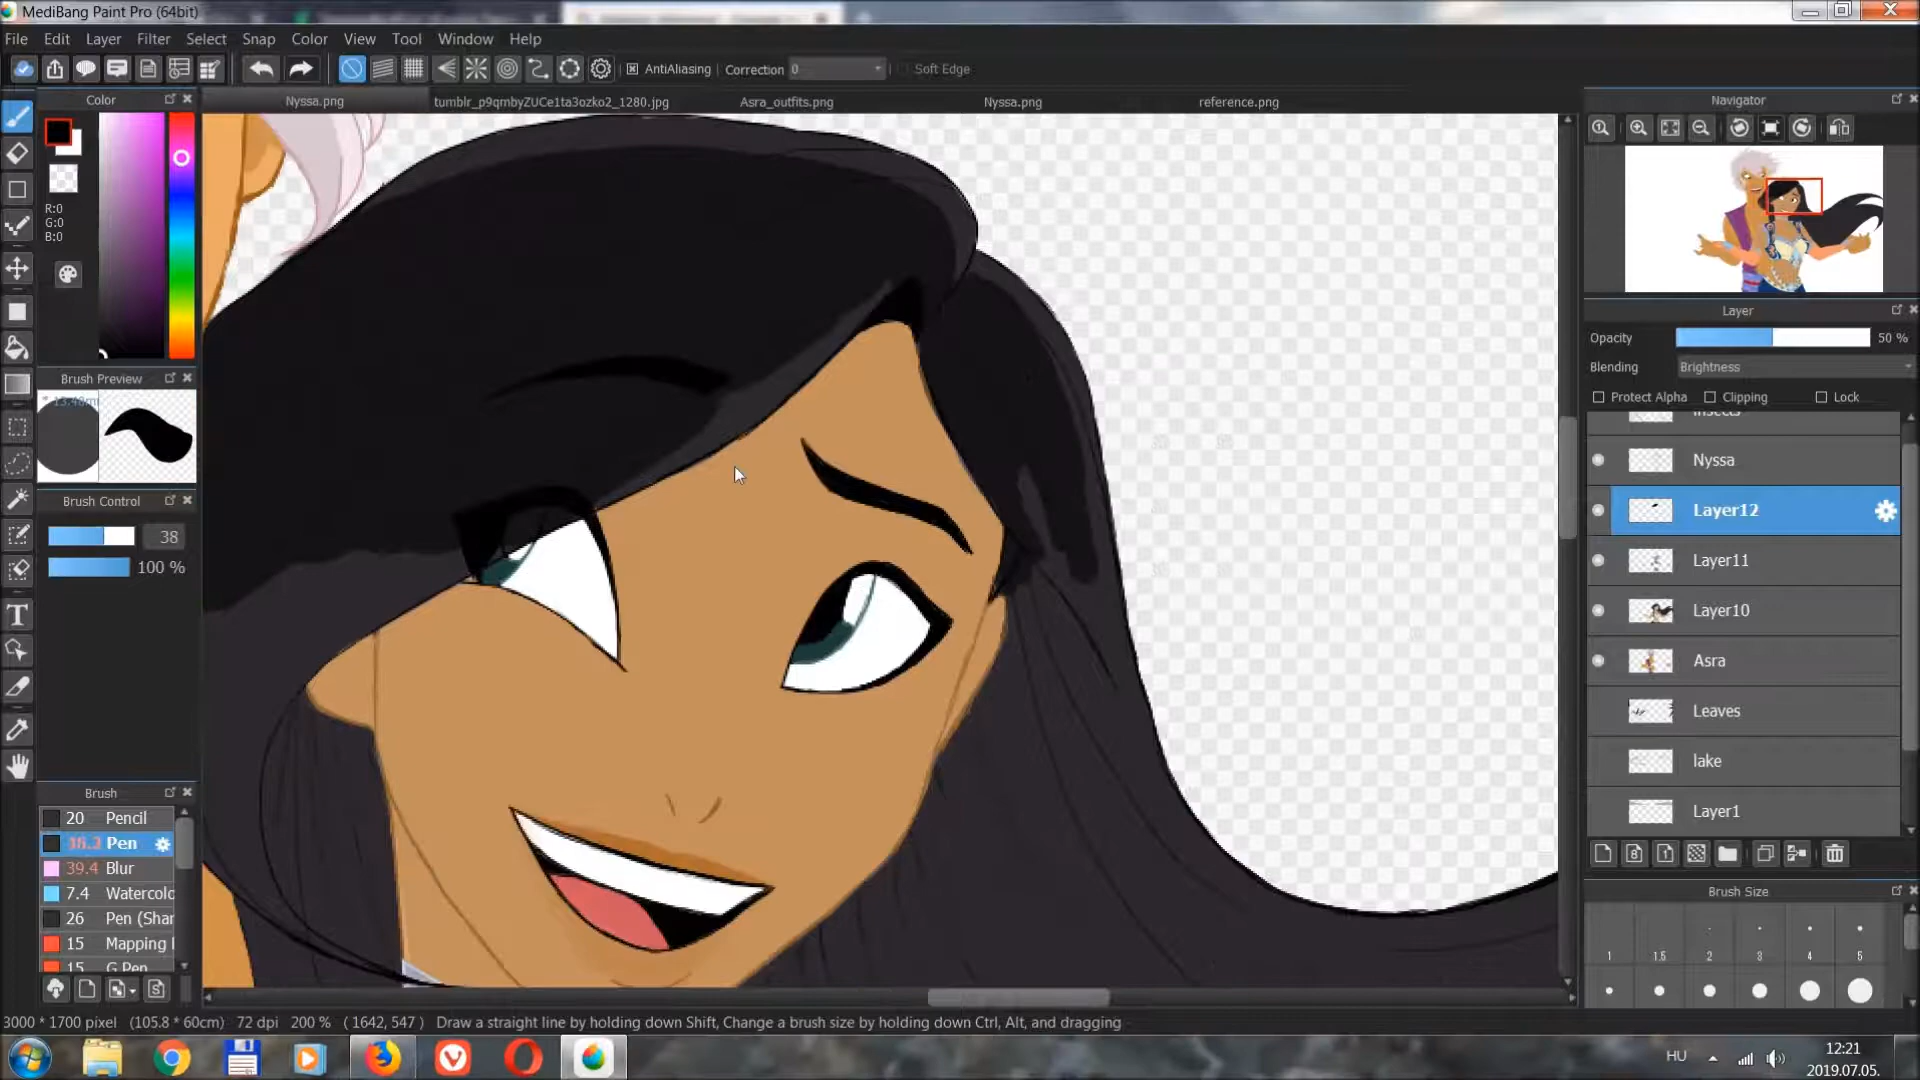 MediBang Paint Pro (64bit)
File Edit Layer Filter Select Snap Color View Tool Window Help
AntiAliasing Correction 0 Soft Edge
Color
Nyssa.png tumblr_p9qmbyZUCe1ta3ozko2_1280.jpg Asra_outfits.png Nyssa.png reference.png
Navigator
R:0
G:0
B:0
Layer
Opacity 50 %
Blending Brightness
Protect Alpha Clipping Lock
Insects
Nyssa
Layer12
Layer11
Layer10
Asra
Leaves
lake
Layer1
Brush Preview
Brush Control
38
100 %
Brush
20 Pencil
Pen
39.4 Blur
7.4 Watercolo
26 Pen (Shar
15 Mapping
15 G Pen
Brush Size
1 1.5 2 3 4 5
3000 * 1700 pixel (105.8 * 60cm) 72 dpi 200 % ( 1642, 547 ) Draw a straight line by holding down Shift, Change a brush size by holding down Ctrl, Alt, and dragging
HU
12:21
2019.07.05.